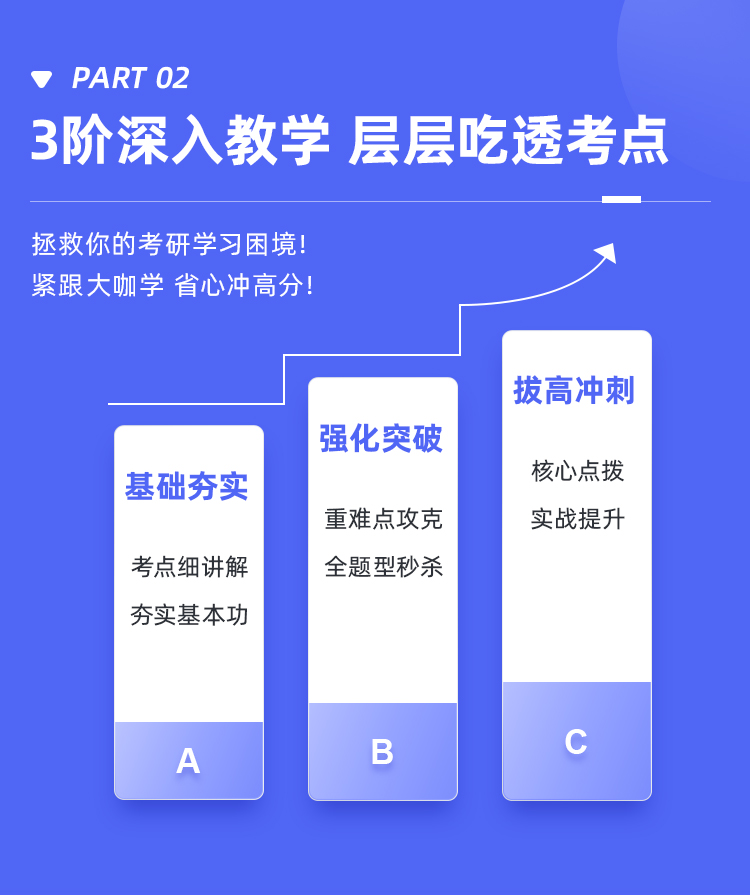 PART 02
3阶深入教学 层层吃透考点
拯救你的考研学习困境!
紧跟大咖学 省心冲高分!
基础夯实
考点细讲解
夯实基本功
A
强化突破
重难点攻克
全题型秒杀
B
拔高冲刺
核心点拨
实战提升
C